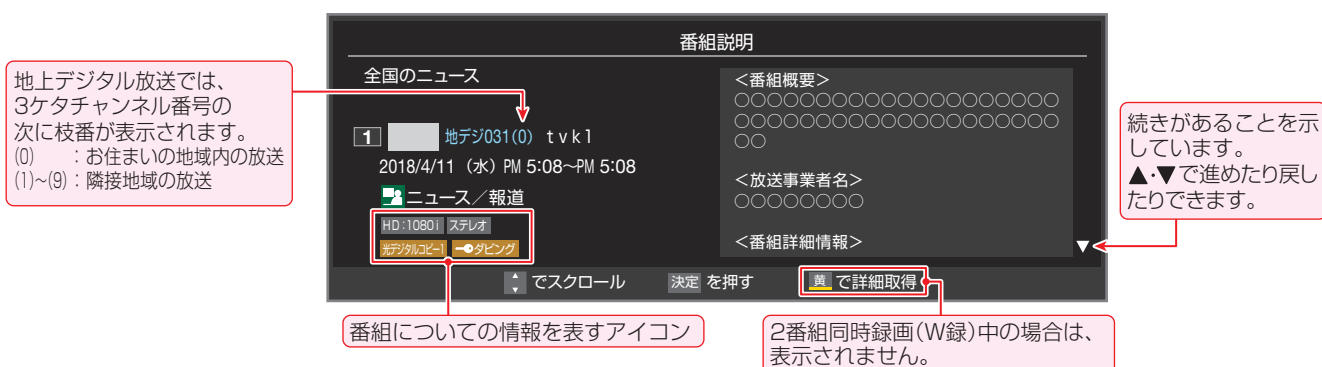 番組説明
地上デジタル放送では、
3ケタチャンネル番号の
次に枝番が表示されます。
(0)　　：お住まいの地域内の放送
(1)~(9)：隣接地域の放送
全国のニュース
1 地デジ031(0) tvk1
2018/4/11（水）PM 5:08～PM 5:08
ニュース／報道
HD:1080i ステレオ
光デジタルコピー1 ダビング
<番組概要>
○○○○○○○○○○○○○○○○○○○○
○○○○○○○○○○○○○○○○○○○○
○○
<放送事業者名>
○○○○○○○○
<番組詳細情報>
▼
続きがあることを示
しています。
▲・▼で進めたり戻し
たりできます。
でスクロール 決定 を押す 黄 で詳細取得
番組についての情報を表すアイコン
2番組同時録画(W録)中の場合は、
表示されません。